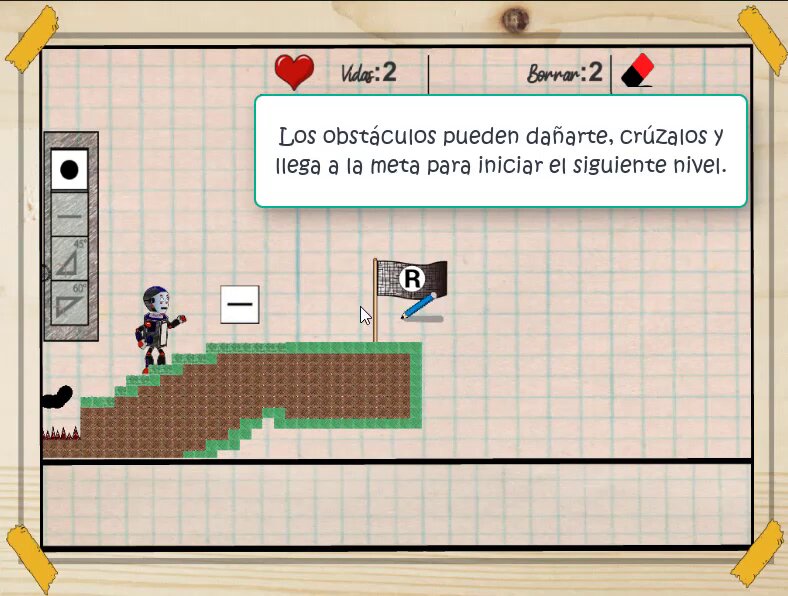 Vidas:2
Borrar:2
Los obstáculos pueden dañarte, crúzalos y
llega a la meta para iniciar el siguiente nivel.
45°
60°
R